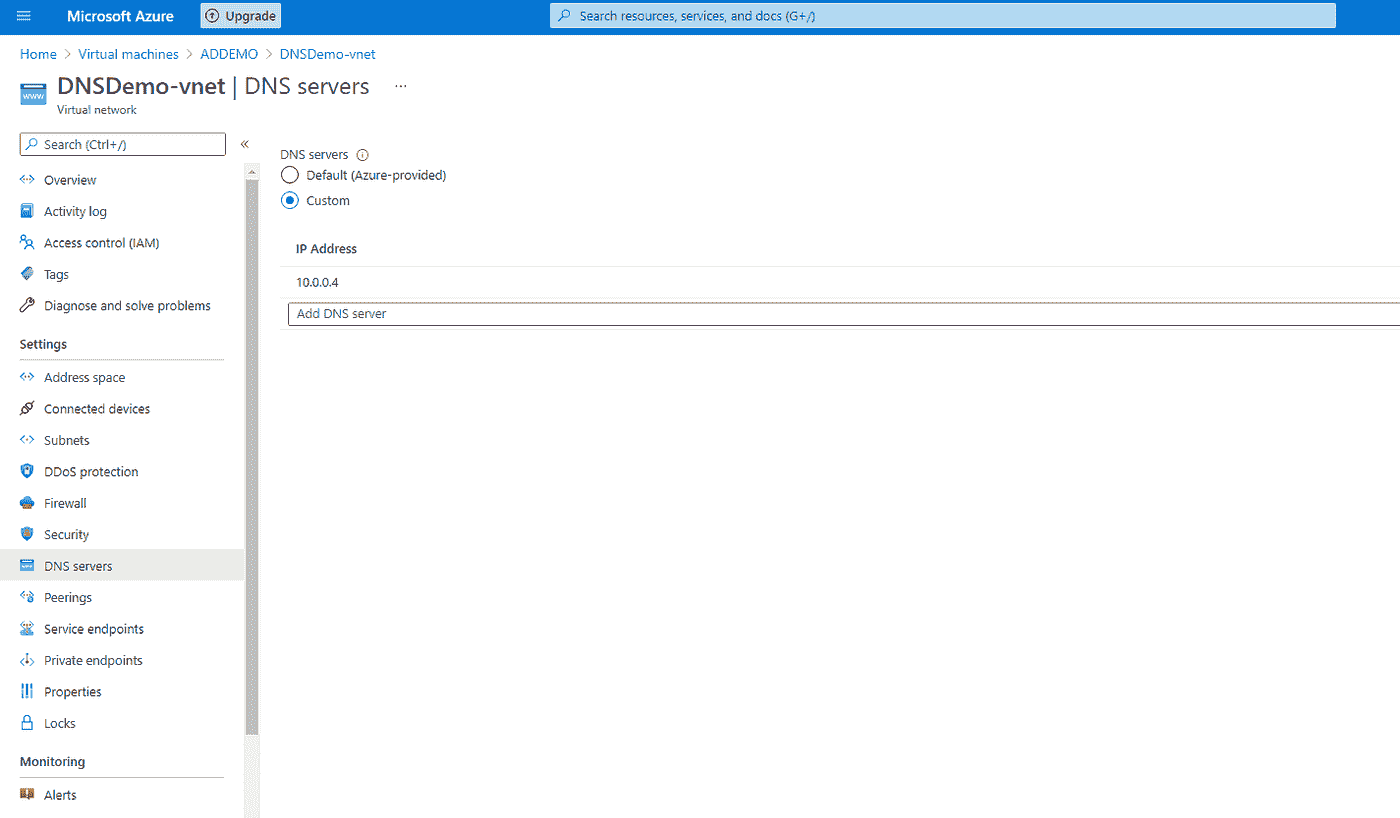 Microsoft Azure
Upgrade
Search resources, services, and docs (G+/)
Home > Virtual machines > ADDEMO > DNSDemo-vnet
DNSDemo-vnet | DNS servers ...
Virtual network
Search (Ctrl+/)
«
Overview
Activity log
Access control (IAM)
Tags
Diagnose and solve problems
Settings
Address space
Connected devices
Subnets
DDoS protection
Firewall
Security
DNS servers
Peerings
Service endpoints
Private endpoints
Properties
Locks
Monitoring
Alerts
DNS servers
Default (Azure-provided)
Custom
IP Address
10.0.0.4
Add DNS server